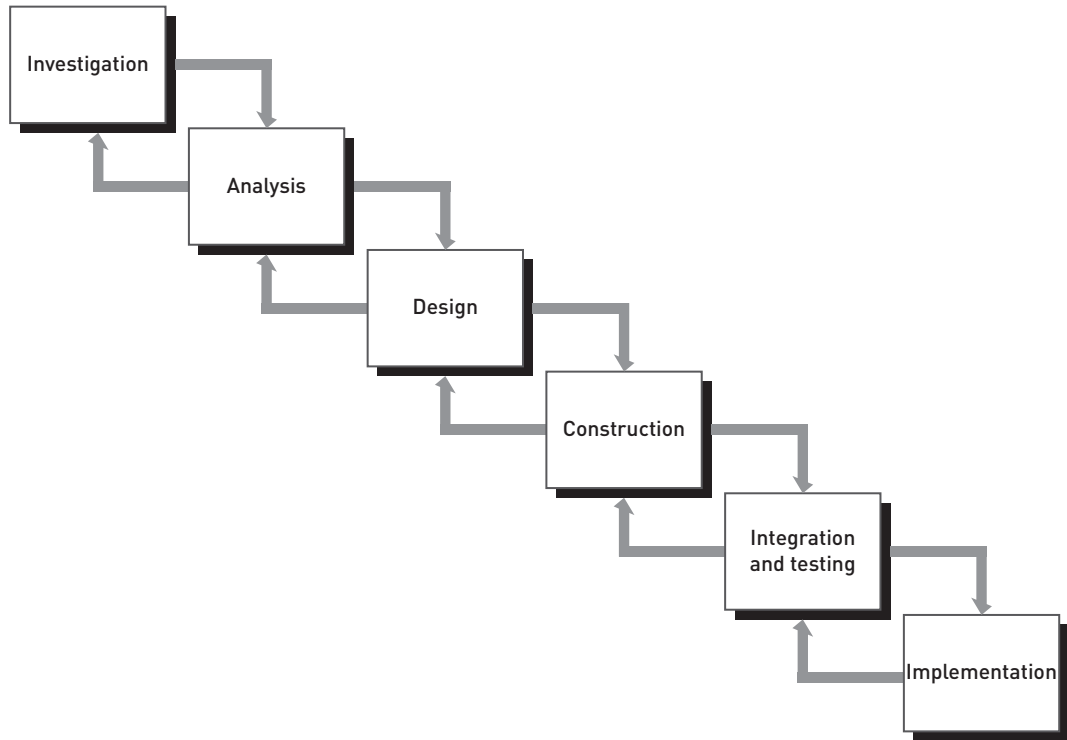 Investigation
Analysis
Design
Construction
Integration
and testing
Implementation